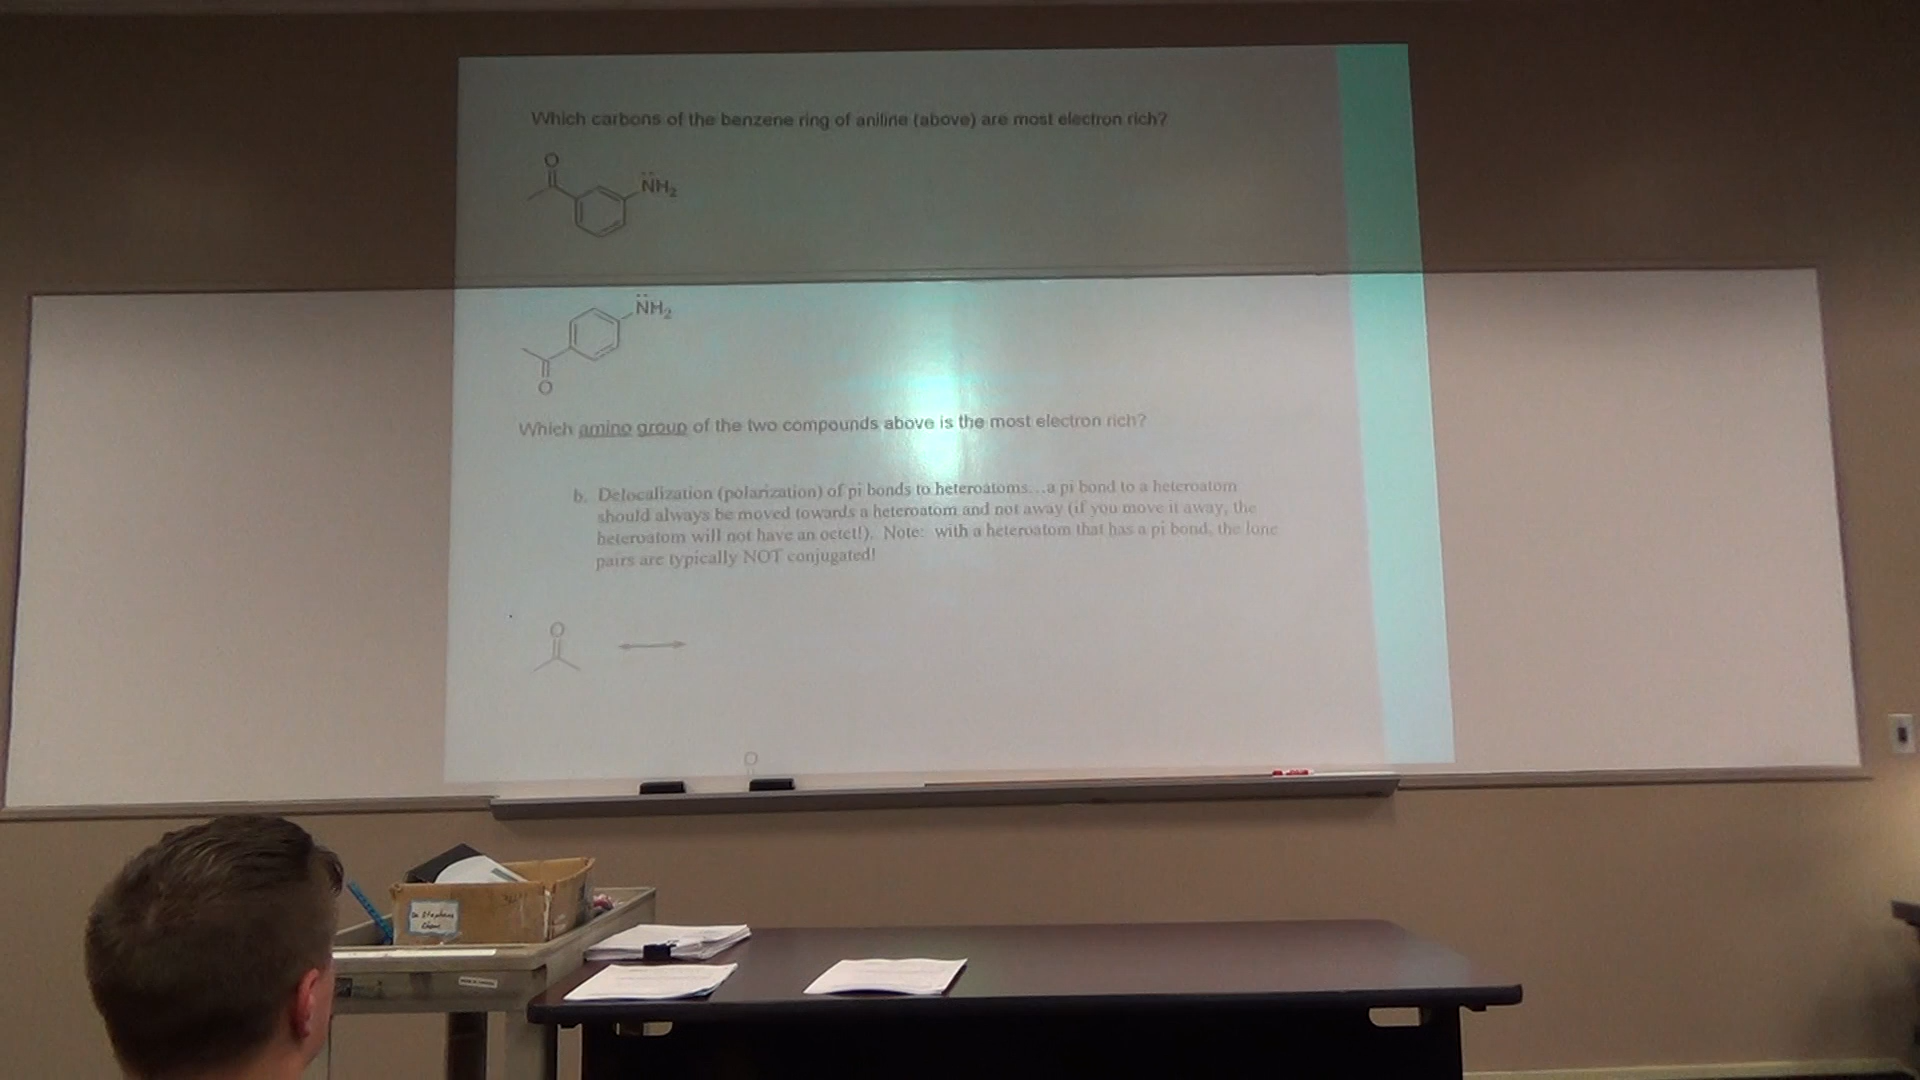 Which carbons of the benzene ring of aniline (above) are most electron rich?
O
NH2
NH2
O
Which amino group of the two compounds above is the most electron rich?
b. Delocalization (polarization) of pi bonds to heteroatoms…a pi bond to a heteroatom
should always be moved towards a heteroatom and not away (if you move it away, the
heteroatom will not have an octet!). Note: with a heteroatom that has a pi bond, the lone
pairs are typically NOT conjugated!
O
O
Dr Stephens
Chem